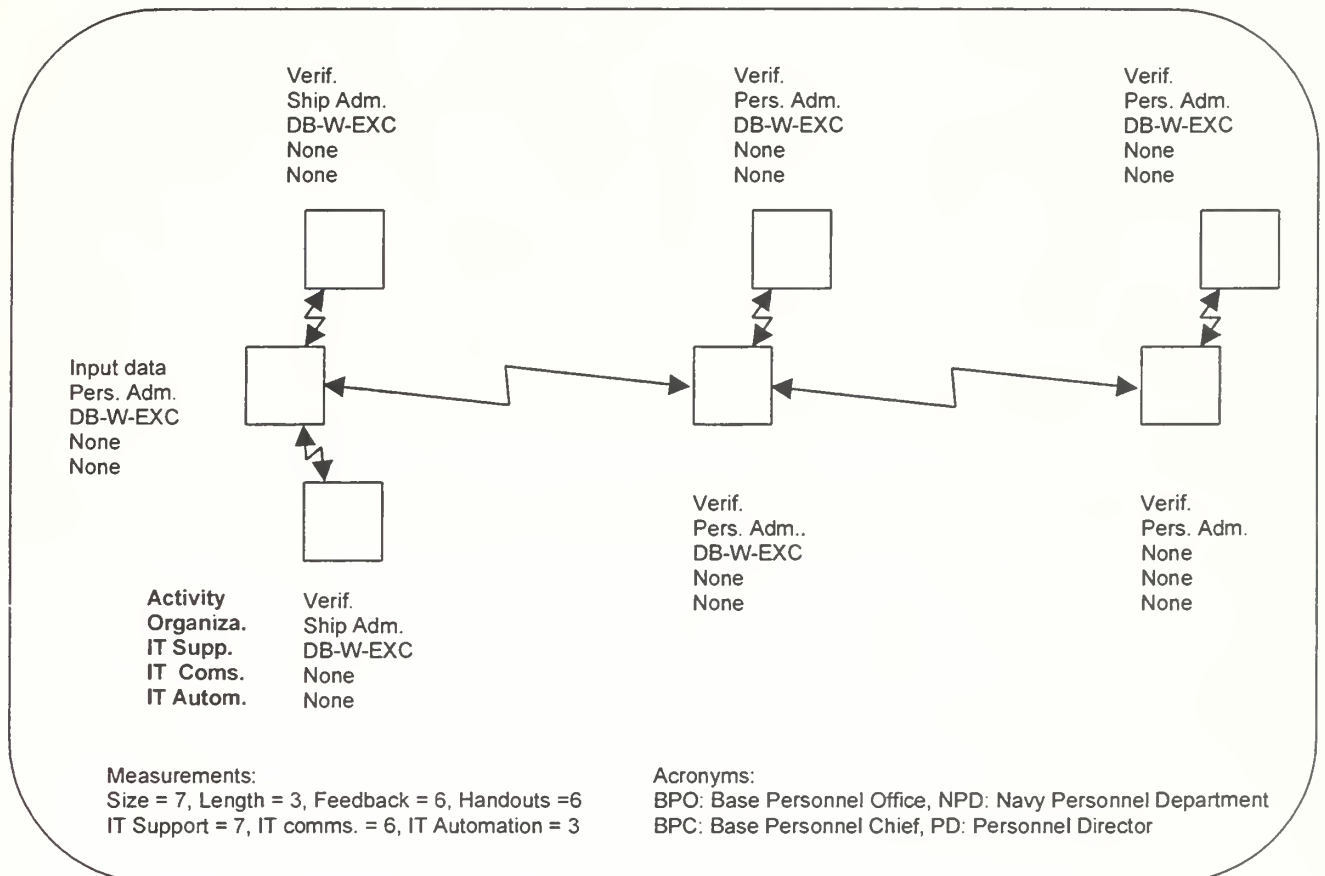 Verif.
Ship Adm.
DB-W-EXC
None
None
Verif.
Pers. Adm.
DB-W-EXC
None
None
Verif.
Pers. Adm.
DB-W-EXC
None
None
Input data
Pers. Adm.
DB-W-EXC
None
None
Verif.
Pers. Adm..
DB-W-EXC
None
None
Verif.
Pers. Adm.
None
None
None
Activity Verif.
Organiza. Ship Adm.
IT Supp. DB-W-EXC
IT Coms. None
IT Autom. None
Measurements:
Size = 7, Length = 3, Feedback = 6, Handouts =6
IT Support = 7, IT comms. = 6, IT Automation = 3
Acronyms:
BPO: Base Personnel Office, NPD: Navy Personnel Department
BPC: Base Personnel Chief, PD: Personnel Director